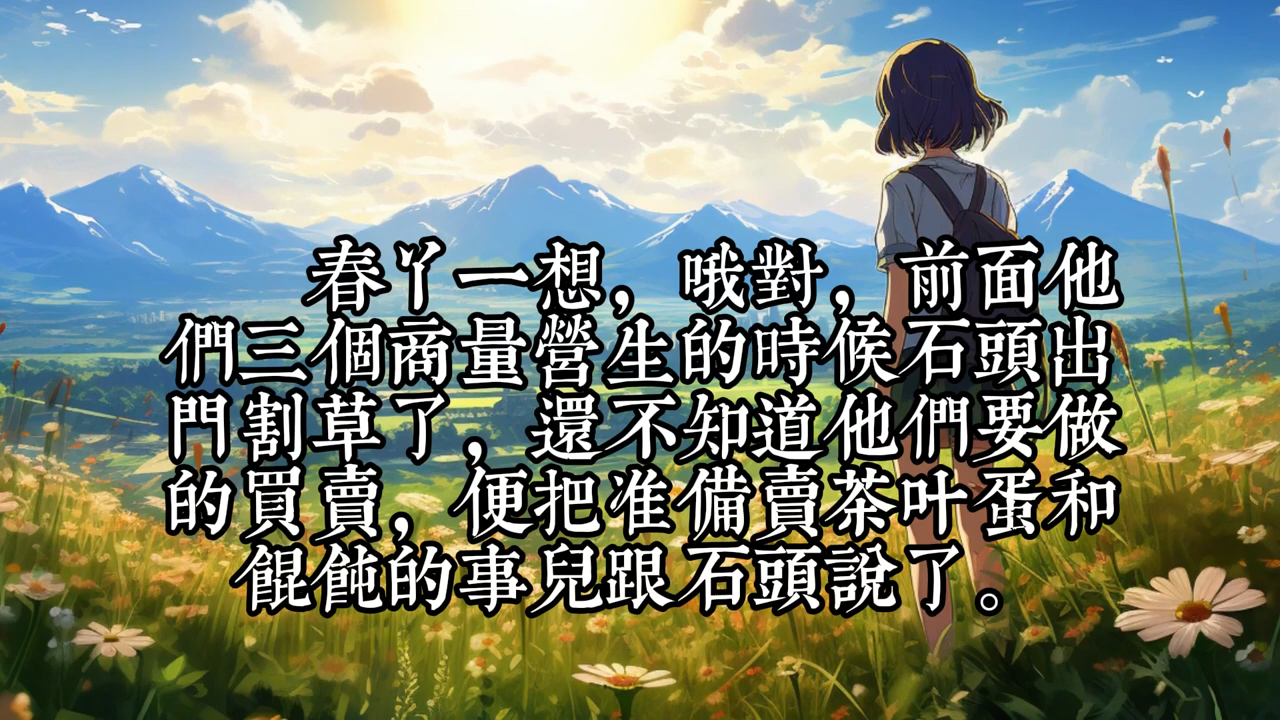 春丫一想，哦對，前面他
們三個商量營生的時候石頭出
門割草了，還不知道他們要做
的買賣，便把准備賣茶叶蛋和
餛飩的事兒跟石頭說了。